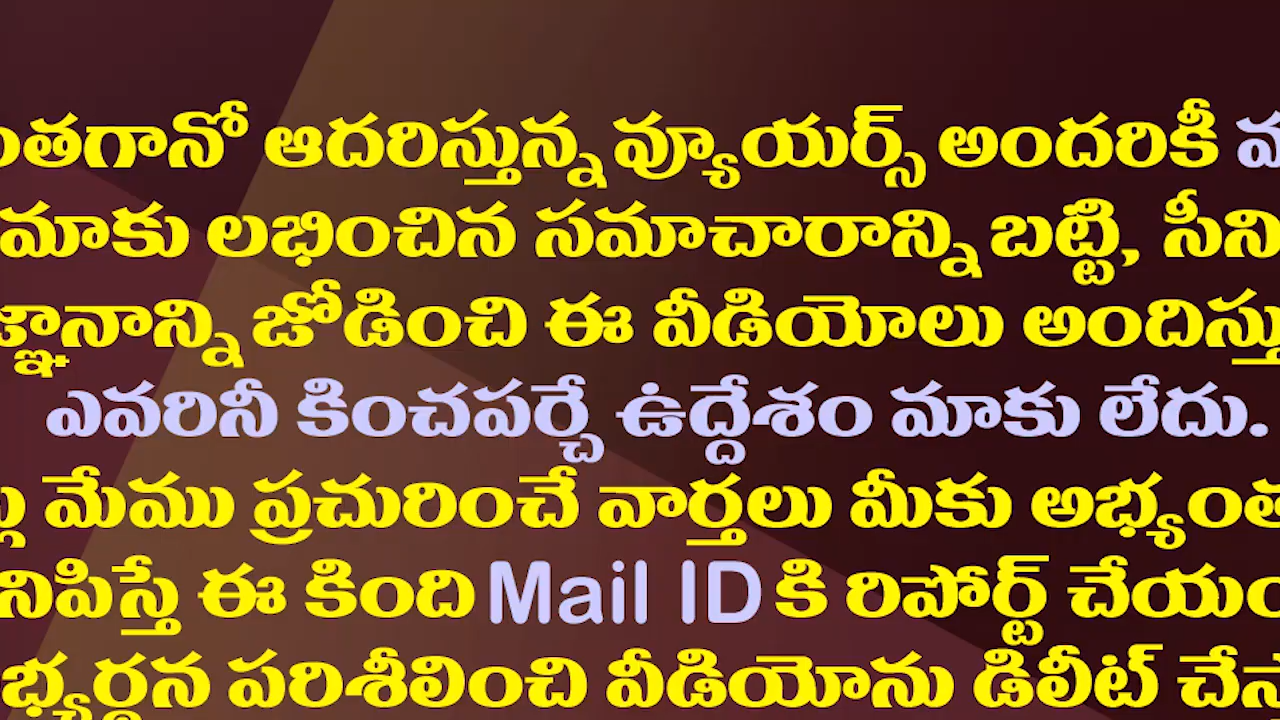 ఆదరిస్తున్న వ్యూయర్స్ అందరికీ
మాకు లభించిన సమాచారాన్ని బట్టి,
జోడించి ఈ వీడియోలు
ఎవరినీ కించపర్చే ఉద్దేశం మాకు లేదు.
మేము ప్రచురించే వార్తలు మీకు
ఈ కింది Mail ID కి రిపోర్ట్
పరిశీలించి వీడియోను డిలీట్